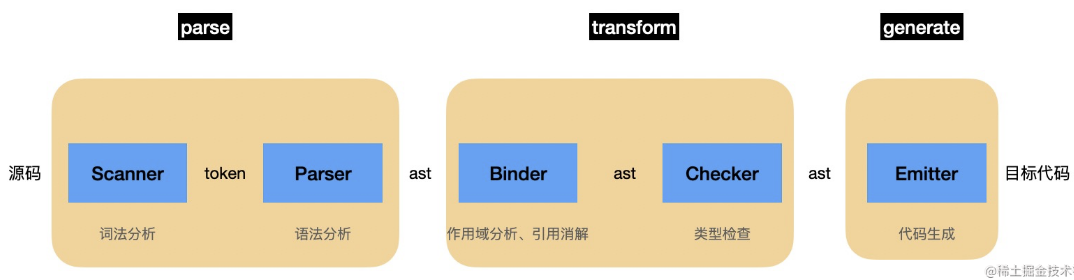 parse
transform
generate
源码
Scanner
token
Parser
ast
Binder
ast
Checker
ast
Emitter
目标代码
词法分析
语法分析
作用域分析、引用消解
类型检查
代码生成
@稀土掘金技术